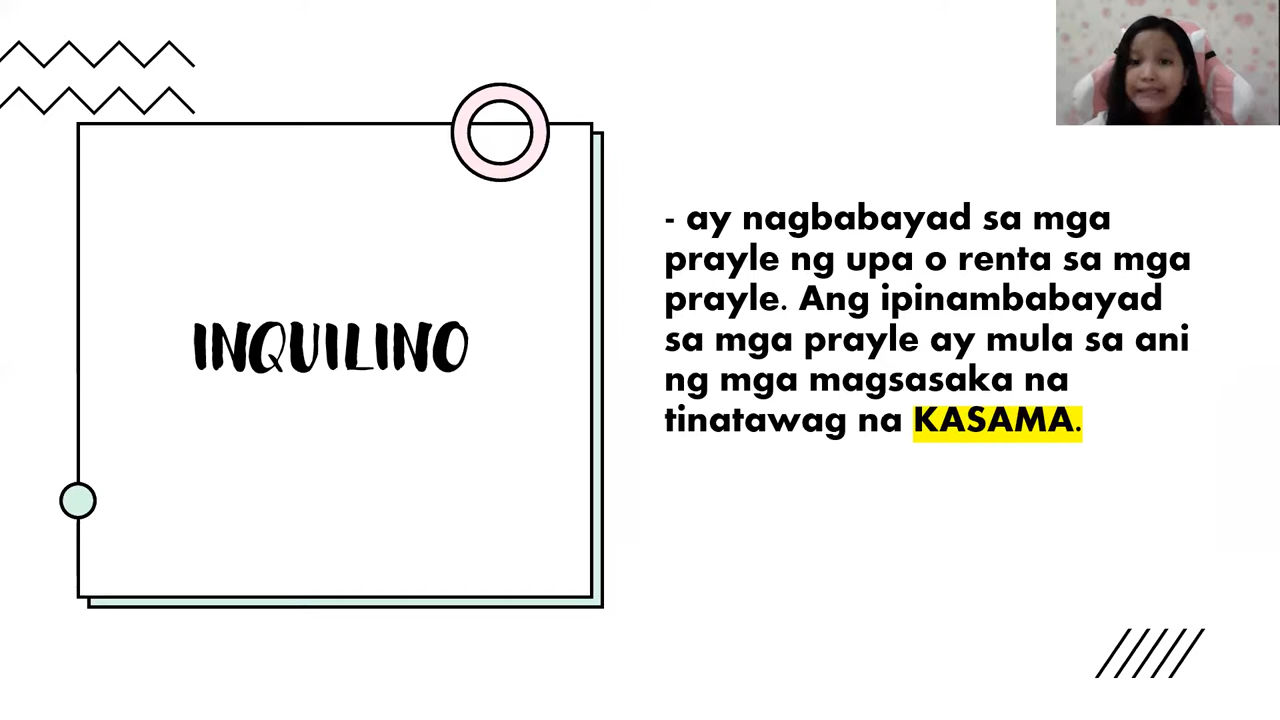 INQUILINO
- ay nagbabayad sa mga
prayle ng upa o renta sa mga
prayle. Ang ipinambabayad
sa mga prayle ay mula sa ani
ng mga magsasaka na
tinatawag na KASAMA.